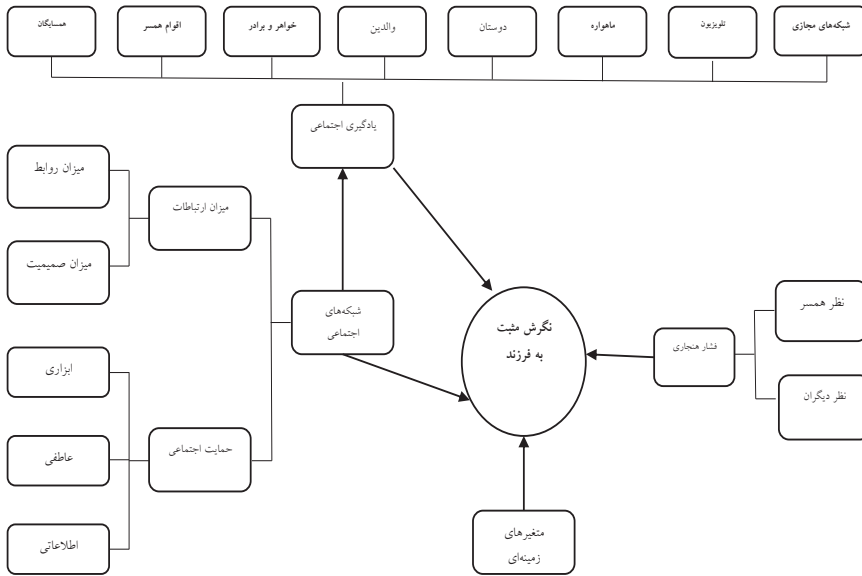 شبکه‌های مجازی
تلویزیون
ماهواره
دوستان
والدین
خواهر و برادر
اقوام همسر
همسایگان
یادگیری اجتماعی
میزان روابط
میزان ارتباطات
میزان صمیمیت
شبکه‌های
اجتماعی
نگرش مثبت
به فرزند
نظر همسر
فشار هنجاری
نظر دیگران
ابزاری
حمایت اجتماعی
عاطفی
اطلاعاتی
متغیرهای
زمینه‌ای